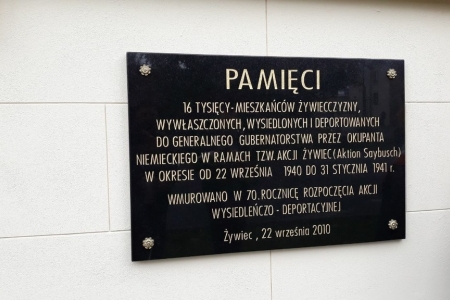 PAMIĘCI
16 TYSIĘCY-MIESZKAŃCÓW ŻYWIECCZYZNY,
WYWŁASZCZONYCH, WYSIEDLONYCH I DEPORTOWANYCH
DO GENERALNEGO GUBERNATORSTWA PRZEZ OKUPANTA
NIEMIECKIEGO W RAMACH TZW. AKCJI ŻYWIEC (Aktion Saybusch)
W OKRESIE OD 22 WRZEŚNIA 1940 DO 31 STYCZNIA 1941 r.
WMUROWANO W 70. ROCZNICĘ ROZPOCZĘCIA AKCJI
WYSIEDLEŃCZO - DEPORTACYJNEJ
Żywiec, 22 września 2010